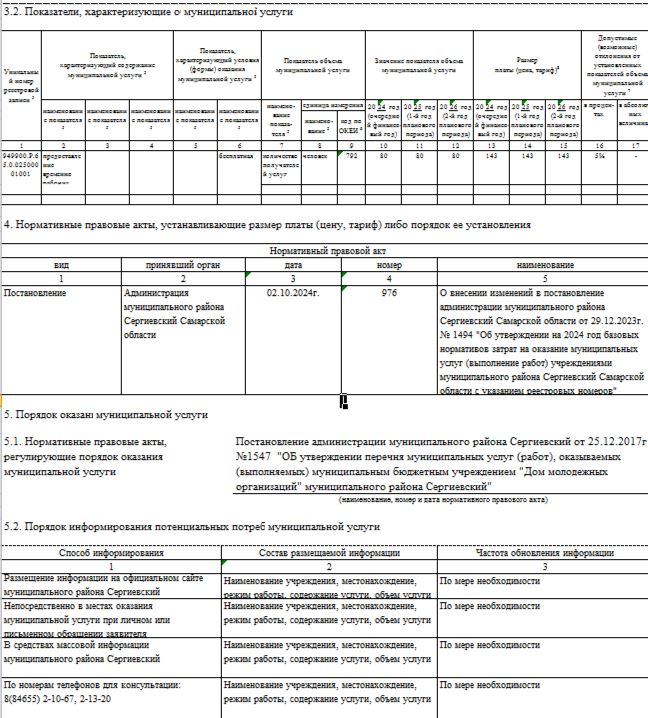 3.2. Показатели, характеризующие о муниципальной услуги
Уникальны
й номер
реестровой
записи 2
Показатель,
характеризующий содержание
муниципальной услуги 2
Показатель,
характеризующий условия
(формы) оказания
муниципальной услуги 2
Показатель объема
муниципальной услуги
Значение показателя объема
муниципальной услуги
Размер
платы (цена, тариф)
Допустимые
(возможные)
отклонения от
установленных
показателей объема
муниципальной
услуги
наименовани
е показателя
наименовани
е показателя
наименовани
е показателя
наименовани
е показателя
наименовани
е показателя
наимено-
вание
показа-
теля
единица измерения
наимено-
вание
код по
ОКЕИ
20 24 год
(очередно
й финансо-
вый год)
20 25 год
(1-й год
планового
периода)
20 26 год
(2-й год
планового
периода)
20 24 год
(очередно
й финансо-
вый год)
20 25 год
(1-й год
планового
периода)
20 26 год
(2-й год
планового
периода)
в процен-
тах
в абсолют
ных
величинах
1 2 3 4 5 6 7 8 9 10 11 12 13 14 15 16 17
949900.Р.6
5.0.025000
01001
предоставле
ние
временно
бесплатная
количество
получателе
й услуг
человек 792 80 80 80 143 143 143 5% -
4. Нормативные правовые акты, устанавливающие размер платы (цену, тариф) либо порядок ее установления
Нормативный правовой акт
вид принявший орган дата номер наименование
1 2 3 4 5
Постановление
Администрация
муниципального района
Сергиевский Самарской
области
02.10.2024г. 976
О внесении изменений в постановление
администрации муниципального района
Сергиевский Самарской области от 29.12.2023г.
№ 1494 "Об утверждении на 2024 год базовых
нормативов затрат на оказание муниципальных
услуг (выполнение работ) учреждениями
муниципального района Сергиевский Самарской
области с указанием реестровых номеров"
5. Порядок оказани муниципальной услуги
5.1. Нормативные правовые акты,
регулирующие порядок оказания
муниципальной услуги
Постановление администрации муниципального района Сергиевский от 25.12.2017г
№1547 "ОБ утверждении перечня муниципальных услуг (работ), оказываемых
(выполняемых) муниципальным бюджетным учреждением "Дом молодежных
организаций" муниципального района Сергиевский"
(наименование, номер и дата нормативного правового акта)
5.2. Порядок информирования потенциальных потреб муниципальной услуги
Способ информирования Состав размещаемой информации Частота обновления информации
1 2 3
Размещение информации на официальном сайте
муниципального района Сергиевский
Наименование учреждения, местонахождение,
режим работы, содержание услуги, объем услуги
По мере необходимости
Непосредственно в местах оказания
муниципальной услуги при личном или
письменном обращении заявителя
Наименование учреждения, местонахождение,
режим работы, содержание услуги, объем услуги
По мере необходимости
В средствах массовой информации
муниципального района Сергиевский
Наименование учреждения, местонахождение,
режим работы, содержание услуги, объем услуги
По мере необходимости
По номерам телефонов для консультации:
8(84655) 2-10-67, 2-13-20
Наименование учреждения, местонахождение,
режим работы, содержание услуги, объем услуги
По мере необходимости